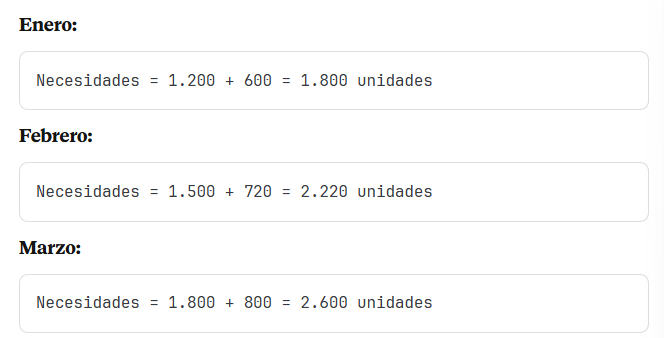 Enero:
Necesidades = 1.200 + 600 = 1.800 unidades
Febrero:
Necesidades = 1.500 + 720 = 2.220 unidades
Marzo:
Necesidades = 1.800 + 800 = 2.600 unidades